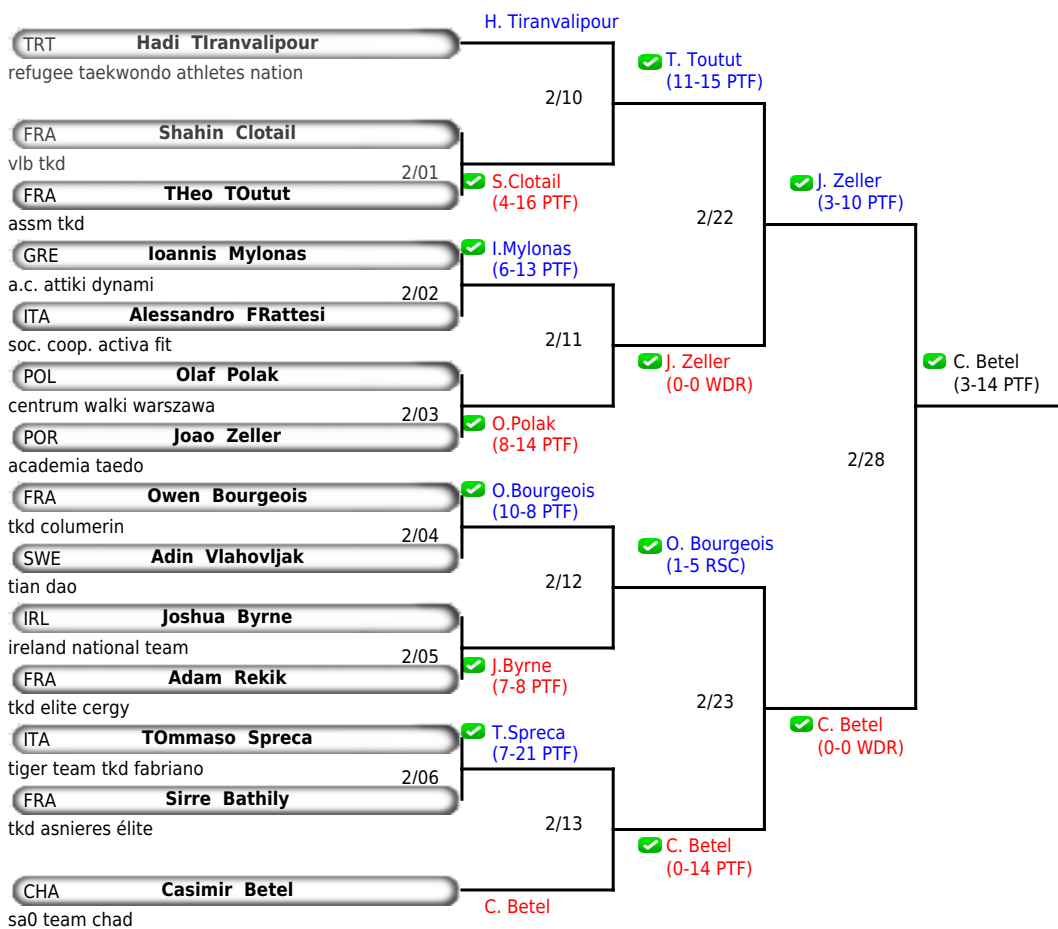 H. Tiranvalipour
TRT Hadi TIranvalipour
refugee taekwondo athletes nation
T. Toutut
(11-15 PTF)
2/10
FRA Shahin Clotail
vlb tkd
2/01
S.Clotail
(4-16 PTF)
FRA THeo TOutut
assm tkd
J. Zeller
(3-10 PTF)
2/22
GRE Ioannis Mylonas
a.c. attiki dynami
I.Mylonas
(6-13 PTF)
2/02
ITA Alessandro FRattesi
soc. coop. activa fit
2/11
J. Zeller
(0-0 WDR)
POL Olaf Polak
centrum walki warszawa
2/03
O.Polak
(8-14 PTF)
POR Joao Zeller
academia taedo
C. Betel
(3-14 PTF)
2/28
FRA Owen Bourgeois
tkd columerin
O.Bourgeois
(10-8 PTF)
2/04
SWE Adin Vlahovljak
tian dao
O. Bourgeois
(1-5 RSC)
2/12
IRL Joshua Byrne
ireland national team
2/05
J.Byrne
(7-8 PTF)
FRA Adam Rekik
tkd elite cergy
2/23
C. Betel
(0-0 WDR)
ITA TOmmaso Spreca
tiger team tkd fabriano
T.Spreca
(7-21 PTF)
2/06
FRA Sirre Bathily
tkd asnieres élite
2/13
C. Betel
(0-14 PTF)
CHA Casimir Betel
sa0 team chad
C. Betel